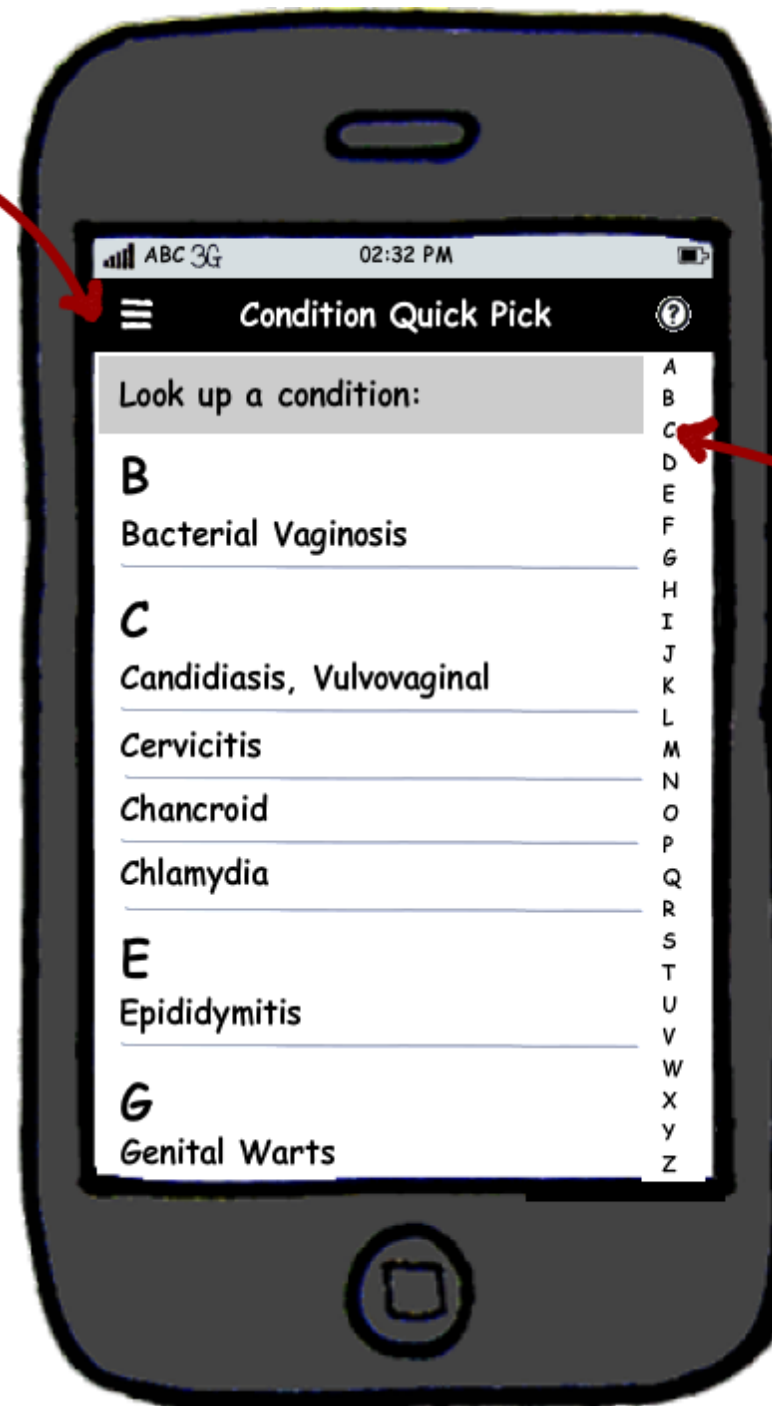 ABC 3G 02:32 PM
Condition Quick Pick ?
Look up a condition:
B
Bacterial Vaginosis
C
Candidiasis, Vulvovaginal
Cervicitis
Chancroid
Chlamydia
E
Epididymitis
G
Genital Warts
A
B
C
D
E
F
G
H
I
J
K
L
M
N
O
P
Q
R
S
T
U
V
W
X
Y
Z